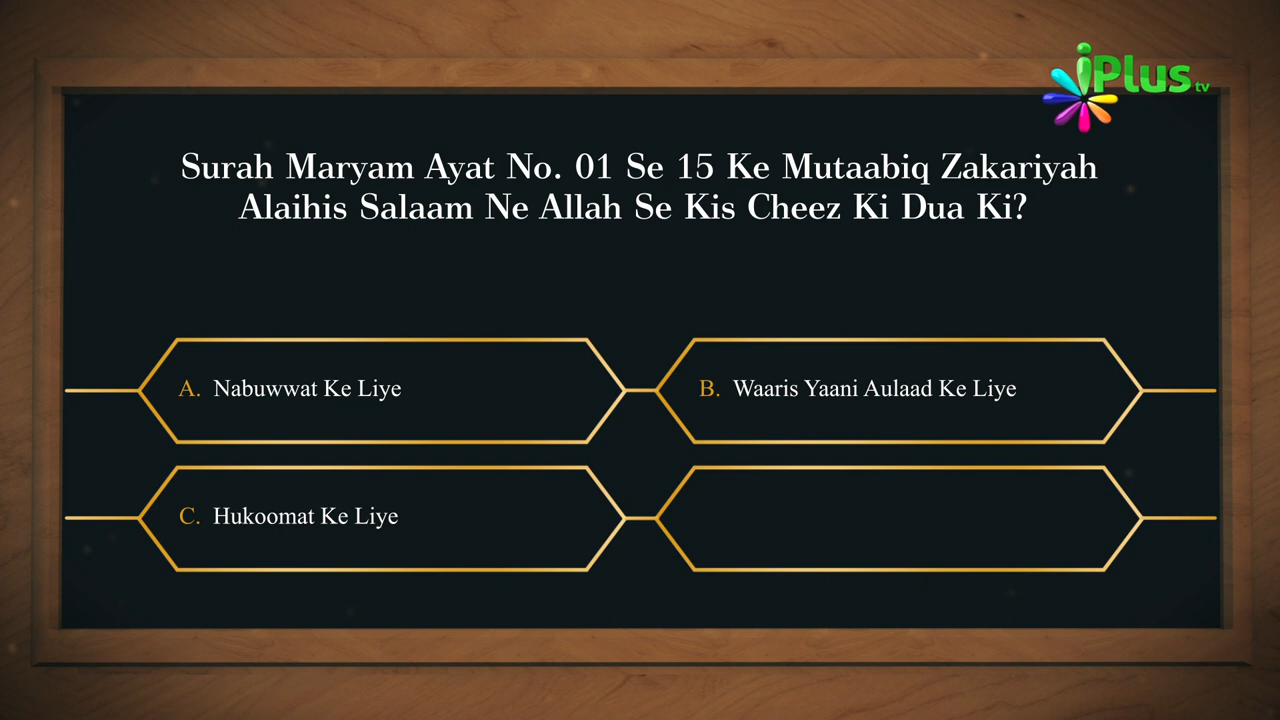 iPlus tv
Surah Maryam Ayat No. 01 Se 15 Ke Mutaabiq Zakariyah
Alaihis Salaam Ne Allah Se Kis Cheez Ki Dua Ki?
A. Nabuwwat Ke Liye
B. Waaris Yaani Aulaad Ke Liye
C. Hukoomat Ke Liye